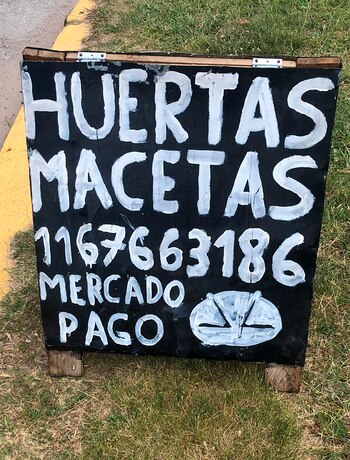 HUERTAS
MACETAS
1167663186
MERCADO
PAGO